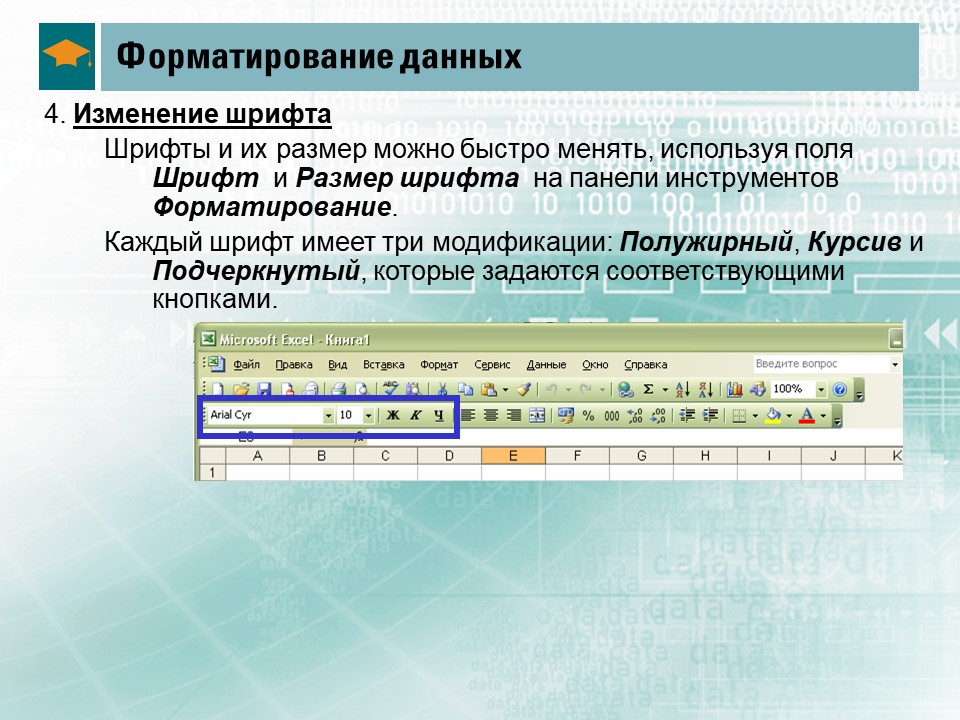 Форматирование данных
4. Изменение шрифта
Шрифты и их размер можно быстро менять, используя поля
Шрифт и Размер шрифта на панели инструментов
Форматирование.
Каждый шрифт имеет три модификации: Полужирный, Курсив и
Подчеркнутый, которые задаются соответствующими
кнопками.
Microsoft Excel - Книга1
Файл Правка Вид Вставка Формат Сервис Данные Окно Справка Введите вопрос
Σ 100%
Arial Cyr 10 Ж К Ч % 000 А
A B C D E F G H I J K
1